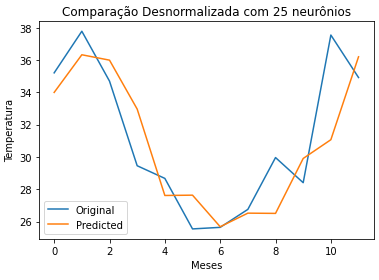 Comparação Desnormalizada com 25 neurônios
38
36
34
32
30
28
26
Temperatura
Original
Predicted
0 2 4 6 8 10
Meses